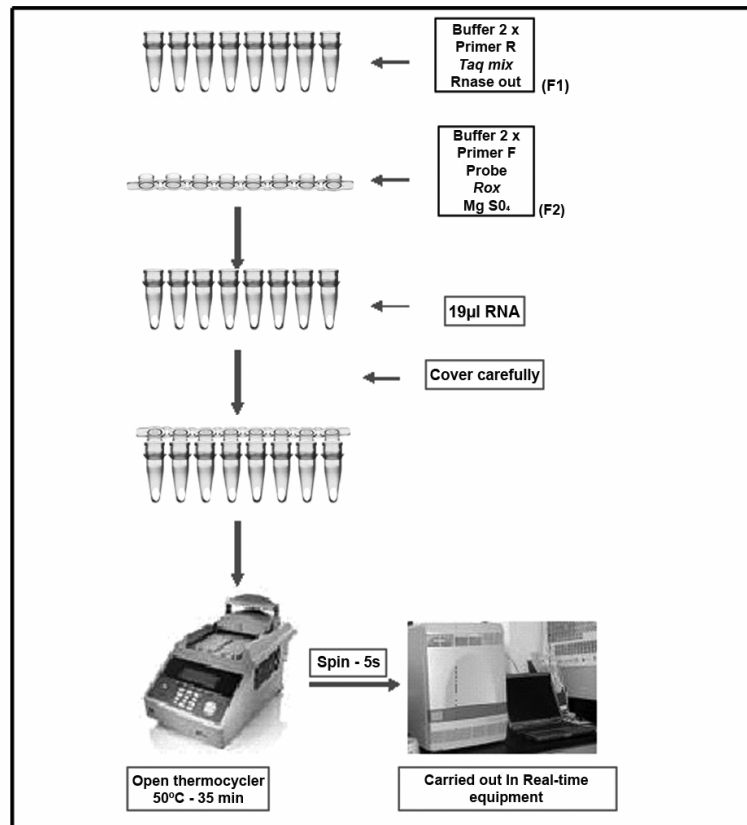 Buffer 2 x
Primer R
Taq mix
Rnase out
(F1)
Buffer 2 x
Primer F
Probe
Rox
Mg S0₄
(F2)
19µl RNA
Cover carefully
Spin - 5s
Open thermocycler
50ºC - 35 min
Carried out In Real-time
equipment